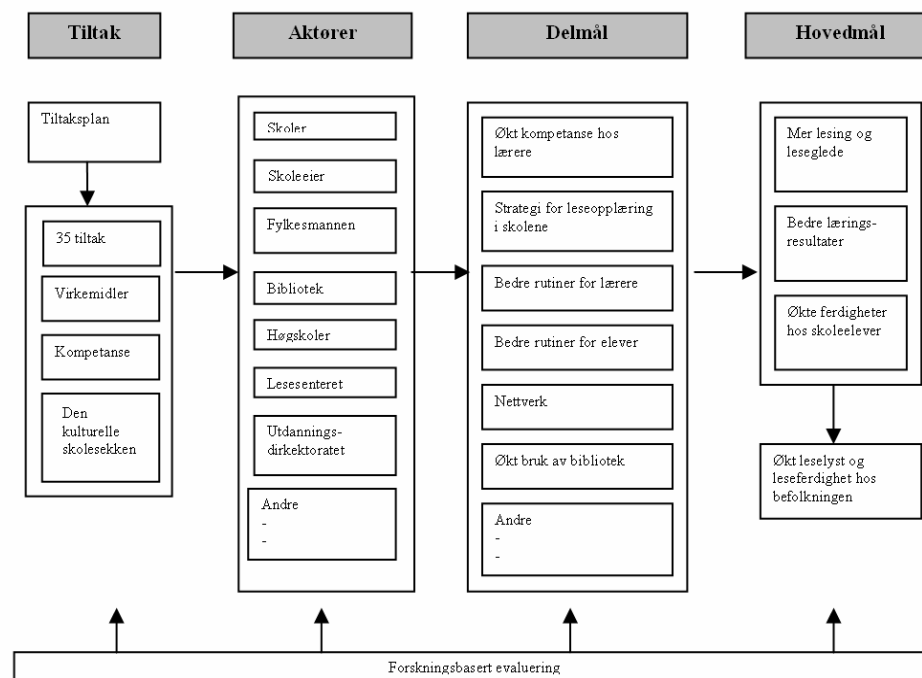 Tiltak
Aktører
Delmål
Hovedmål
Tiltaksplan
35 tiltak
Virkemidler
Kompetanse
Den
kulturelle
skolesekken
Skoler
Skoleeier
Fylkesmannen
Bibliotek
Høgskoler
Lesesenteret
Utdannings-
dirkektoratet
Andre
-
-
Økt kompetanse hos
lærere
Strategi for leseopplæring
i skolene
Bedre rutiner for lærere
Bedre rutiner for elever
Nettverk
Økt bruk av bibliotek
Andre
-
-
Mer lesing og
leseglede
Bedre lærings-
resultater
Økte ferdigheter
hos skoleelever
Økt leselyst og
leseferdighet hos
befolkningen
Forskningsbasert evaluering